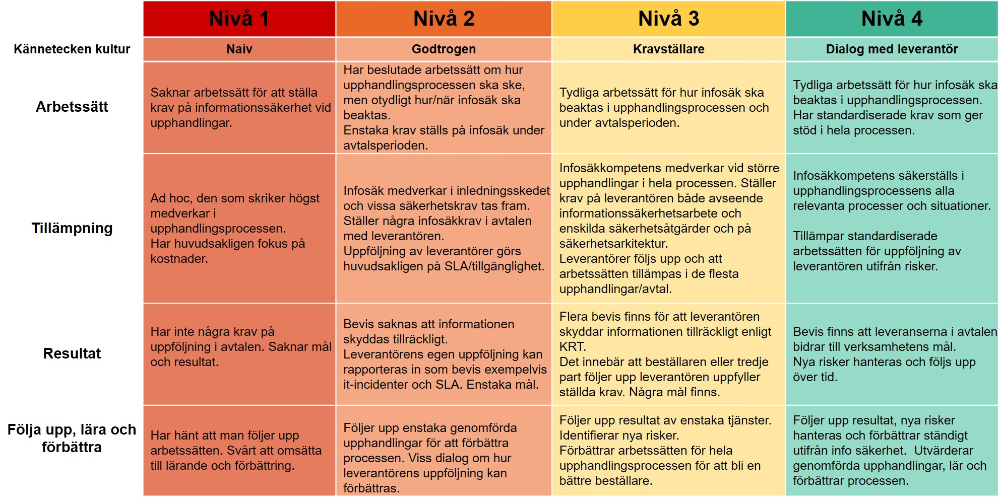 Nivå 1
Nivå 2
Nivå 3
Nivå 4
Kännetecken kultur
Naiv
Godtrogen
Kravställare
Dialog med leverantör
Arbetssätt
Saknar arbetssätt för att ställa
krav på informationssäkerhet vid
upphandlingar.
Har beslutade arbetssätt om hur
upphandlingsprocessen ska ske,
men otydligt hur/när infosäk ska
beaktas.
Enstaka krav ställs på infosäk under
avtalsperioden.
Tydliga arbetssätt för hur infosäk ska
beaktas i upphandlingsprocessen och
under avtalsperioden.
Tydliga arbetssätt för hur infosäk ska
beaktas i upphandlingsprocessen.
Har standardiserade krav som ger
stöd i hela processen.
Tillämpning
Ad hoc, den som skriker högst
medverkar i
upphandlingsprocessen.
Har huvudsakligen fokus på
kostnader.
Infosäk medverkar i inledningsskedet
och vissa säkerhetskrav tas fram.
Ställer några infosäkkrav i avtalen
med leverantören.
Uppföljning av leverantörer görs
huvudsakligen på SLA/tillgänglighet.
Infosäkkompetens medverkar vid större
upphandlingar i hela processen. Ställer
krav på leverantören både avseende
informationssäkerhetsarbete och
enskilda säkerhetsåtgärder och på
säkerhetsarkitektur.
Leverantörer följs upp och att
arbetssätten tillämpas i de flesta
upphandlingar/avtal.
Infosäkkompetens säkerställs i
upphandlingsprocessens alla
relevanta processer och situationer.
Tillämpar standardiserade
arbetssätten för uppföljning av
leverantören utifrån risker.
Resultat
Har inte några krav på
uppföljning i avtalen. Saknar mål
och resultat.
Bevis saknas att informationen
skyddas tillräckligt.
Leverantörens egen uppföljning kan
rapporteras in som bevis exempelvis
it-incidenter och SLA. Enstaka mål.
Flera bevis finns för att leverantören
skyddar informationen tillräckligt enligt
KRT.
Det innebär att beställaren eller tredje
part följer upp leverantören uppfyller
ställda krav. Några mål finns.
Bevis finns att leveranserna i avtalen
bidrar till verksamhetens mål.
Nya risker hanteras och följs upp
över tid.
Följa upp, lära och
förbättra
Har hänt att man följer upp
arbetssätten. Svårt att omsätta
till lärande och förbättring.
Följer upp enstaka genomförda
upphandlingar för att förbättra
processen. Viss dialog om hur
leverantörens uppföljning kan
förbättras.
Följer upp resultat av enstaka tjänster.
Identifierar nya risker.
Förbättrar arbetssätten för hela
upphandlingsprocessen för att bli en
bättre beställare.
Följer upp resultat, nya risker
hanteras och förbättrar ständigt
utifrån info säkerhet.  Utvärderar
genomförda upphandlingar, lär och
förbättrar processen.